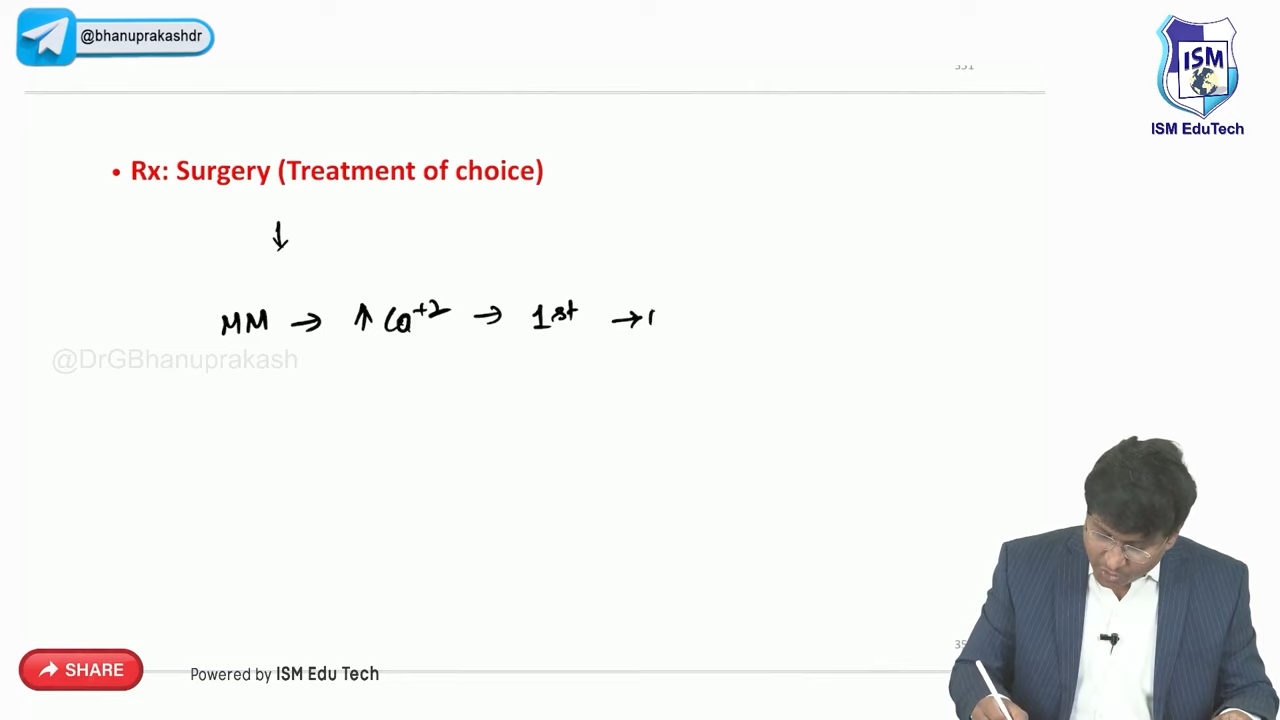 @bhanuprakashdr
ISM
ISM EduTech
331
• Rx: Surgery (Treatment of choice)
↓
MM → ↑ Ca+2 → 1st →
@DrGBhanuprakash
SHARE
Powered by ISM Edu Tech